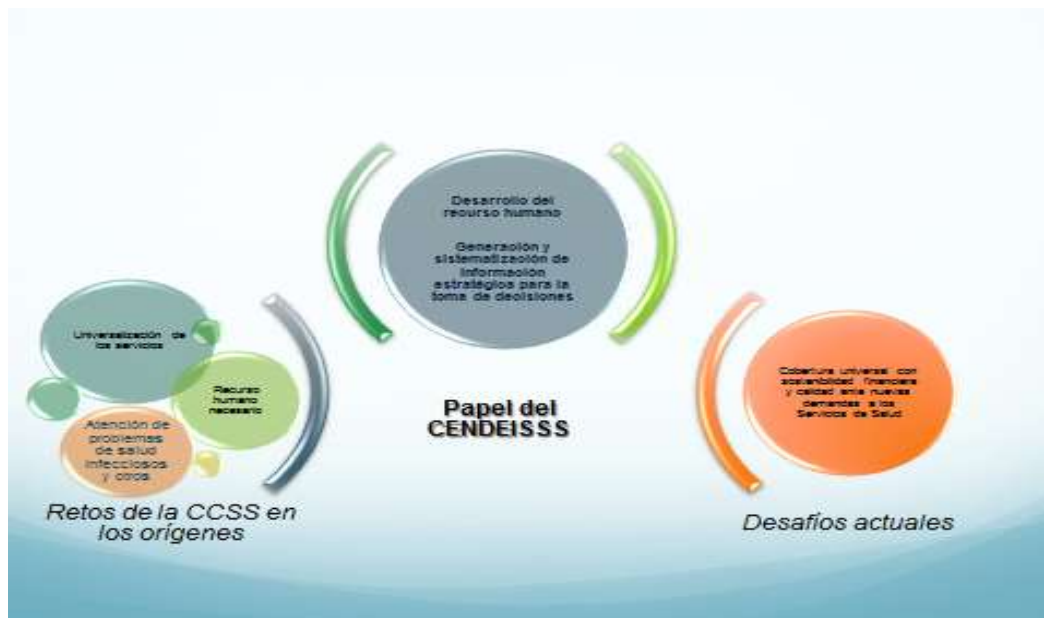 Desarrollo del
recurso humano
Generación y
sistematización de
información
estratégica para la
toma de decisiones
Universalización de
los servicios
Recurso
humano
necesario
Atención de
problemas
de salud
infecciosos
y otros
Retos de la CCSS en
los orígenes
Papel del
CENDEISSS
Cobertura universal con
sostenibilidad financiera
y calidad ante nuevas
demandas a los
Servicios de Salud
Desafíos actuales